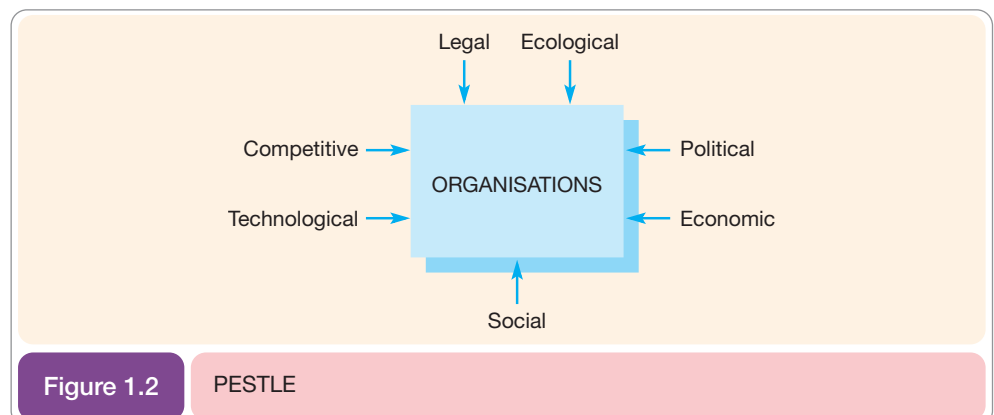 Legal Ecological
Competitive Political
ORGANISATIONS
Technological Economic
Social
Figure 1.2 PESTLE